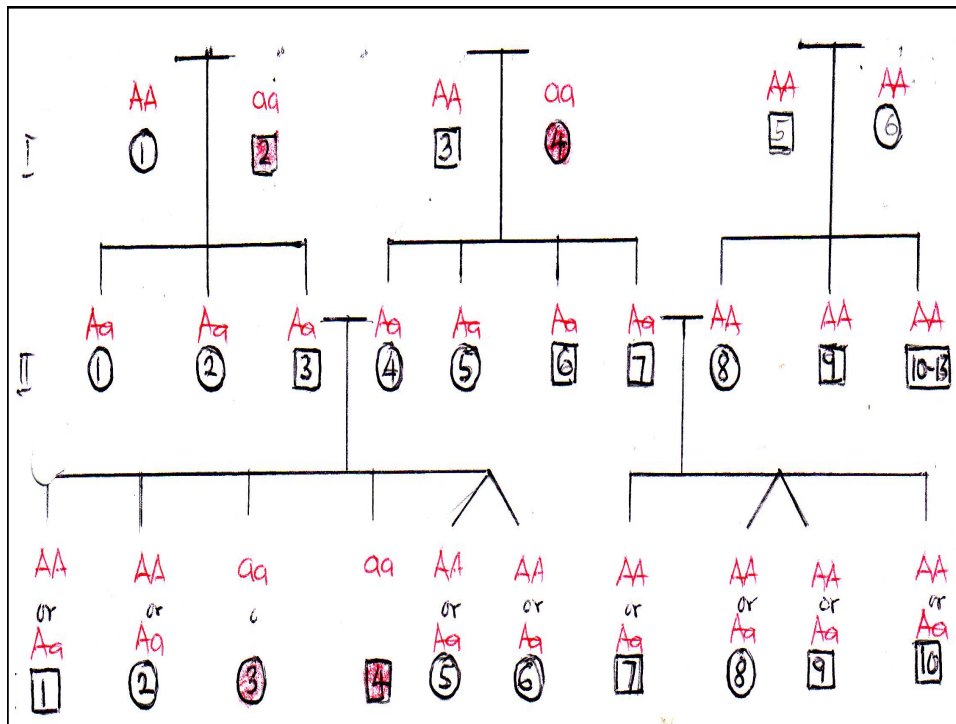 AA aa AA aa AA AA
I 1 2 3 4 5 6
Aa Aa Aa Aa Aa Aa Aa AA AA AA
II 1 2 3 4 5 6 7 8 9 10-13
AA AA aa aa AA AA AA AA AA AA
or or o or or or or or or
Aa Aa Aa Aa Aa Aa Aa Aa
1 2 3 4 5 6 7 8 9 10